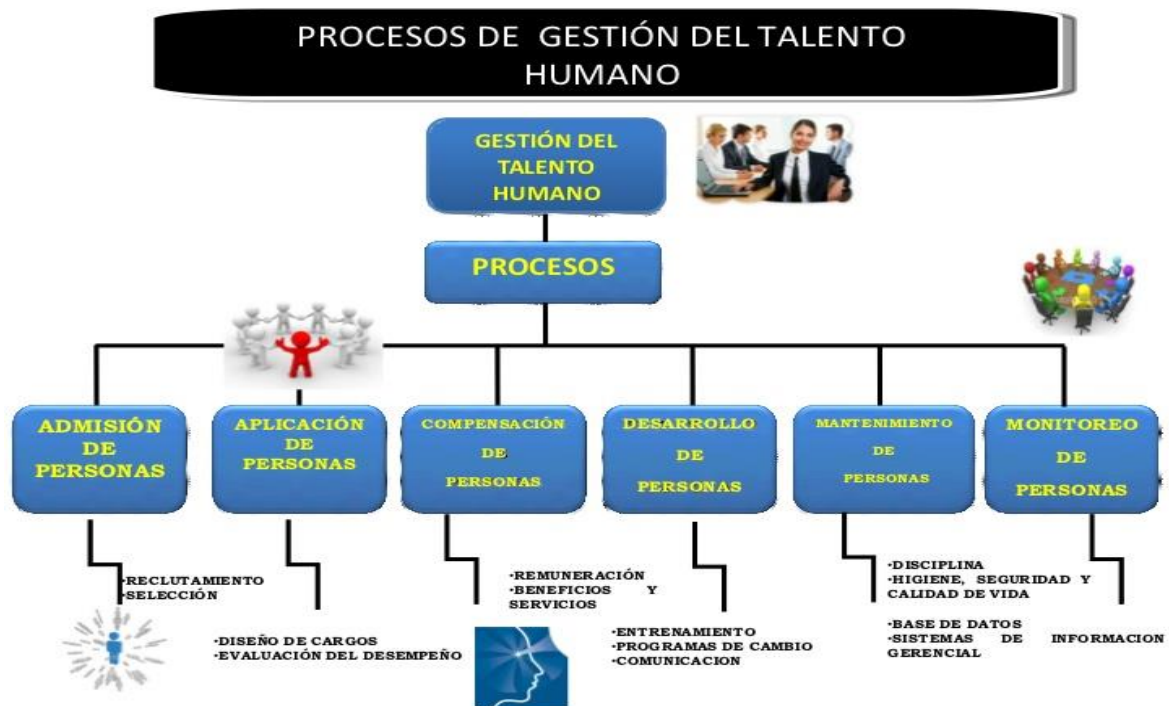 PROCESOS DE GESTIÓN DEL TALENTO
HUMANO
GESTIÓN DEL
TALENTO
HUMANO
PROCESOS
ADMISIÓN
DE
PERSONAS
APLICACIÓN
DE
PERSONAS
COMPENSACIÓN
DE
PERSONAS
DESARROLLO
DE
PERSONAS
MANTENIMIENTO
DE
PERSONAS
MONITOREO
DE
PERSONAS
•RECLUTAMIENTO
•SELECCIÓN
•DISEÑO DE CARGOS
•EVALUACIÓN DEL DESEMPEÑO
•REMUNERACIÓN
•BENEFICIOS Y
SERVICIOS
•ENTRENAMIENTO
•PROGRAMAS DE CAMBIO
•COMUNICACION
•DISCIPLINA
•HIGIENE, SEGURIDAD Y
CALIDAD DE VIDA
•BASE DE DATOS
•SISTEMAS DE INFORMACION
GERENCIAL